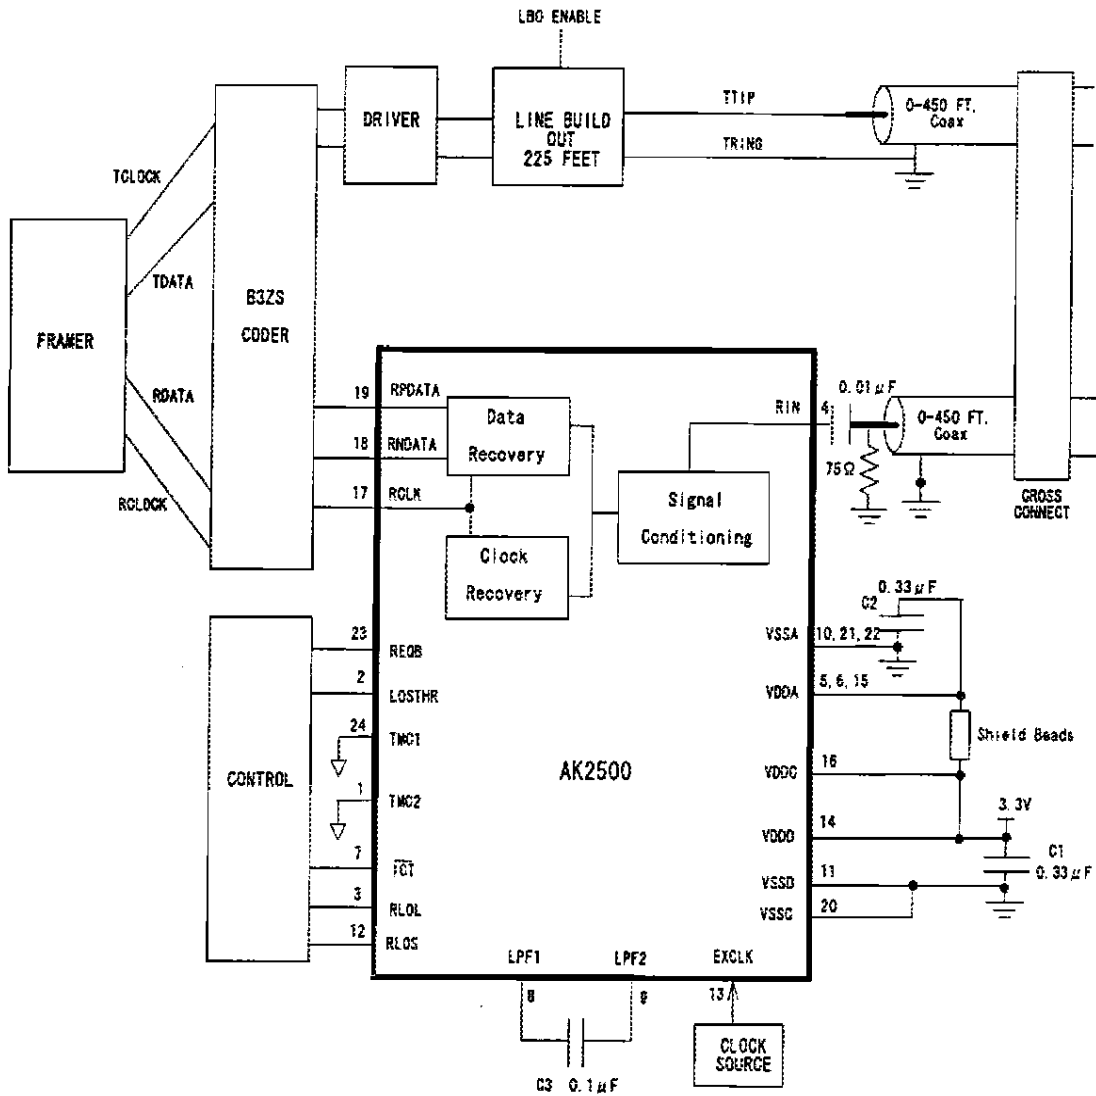 LBO ENABLE
DRIVER
LINE BUILD
OUT
225 FEET
TTIP
TRING
0-450 FT.
Coax
TCLOCK
TDATA
B3ZS
CODER
FRAMER
RDATA
RCLOCK
19
RPDATA
18
RNDATA
17
RCLK
Data
Recovery
Clock
Recovery
Signal
Conditioning
RIN
4
0.01μF
75Ω
0-450 FT.
Coax
CROSS
CONNECT
0.33μF
C2
VSSA
10, 21, 22
VDDA
5, 6, 15
Shield Beads
VDDC
16
3.3V
VDDD
14
C1
0.33μF
VSSD
11
VSSC
20
CONTROL
23
REQB
2
LOSTHR
24
TMC1
1
TMC2
7
ICT
3
RLOL
12
RLOS
AK2500
LPF1
LPF2
EXCLK
8
9
13
C3
0.1μF
CLOCK
SOURCE